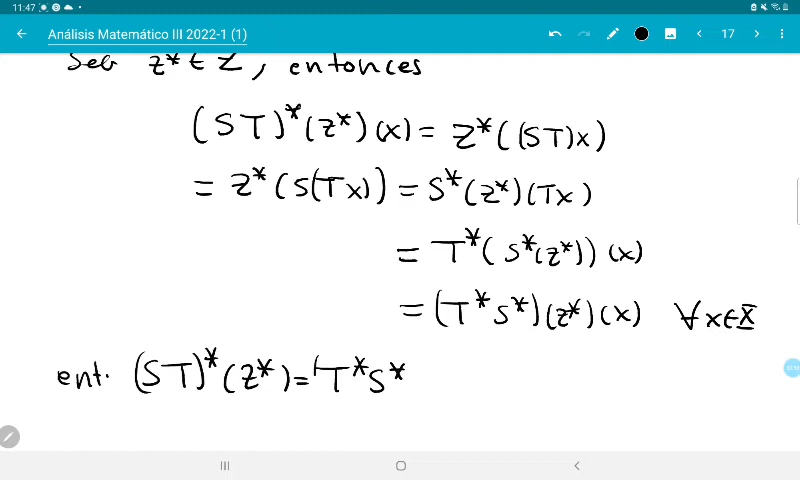 11:47
Análisis Matemático III 2022-1 (1)
17
Sea z* ∈ Z, entonces
(ST)*(z*)(x) = z*((ST)x)
= z*(S(Tx)) = S*(z*)(Tx)
= T*(S*(z*))(x)
= (T*S*)(z*)(x) ∀x∈X
ent. (ST)*(z*) = (T*S*